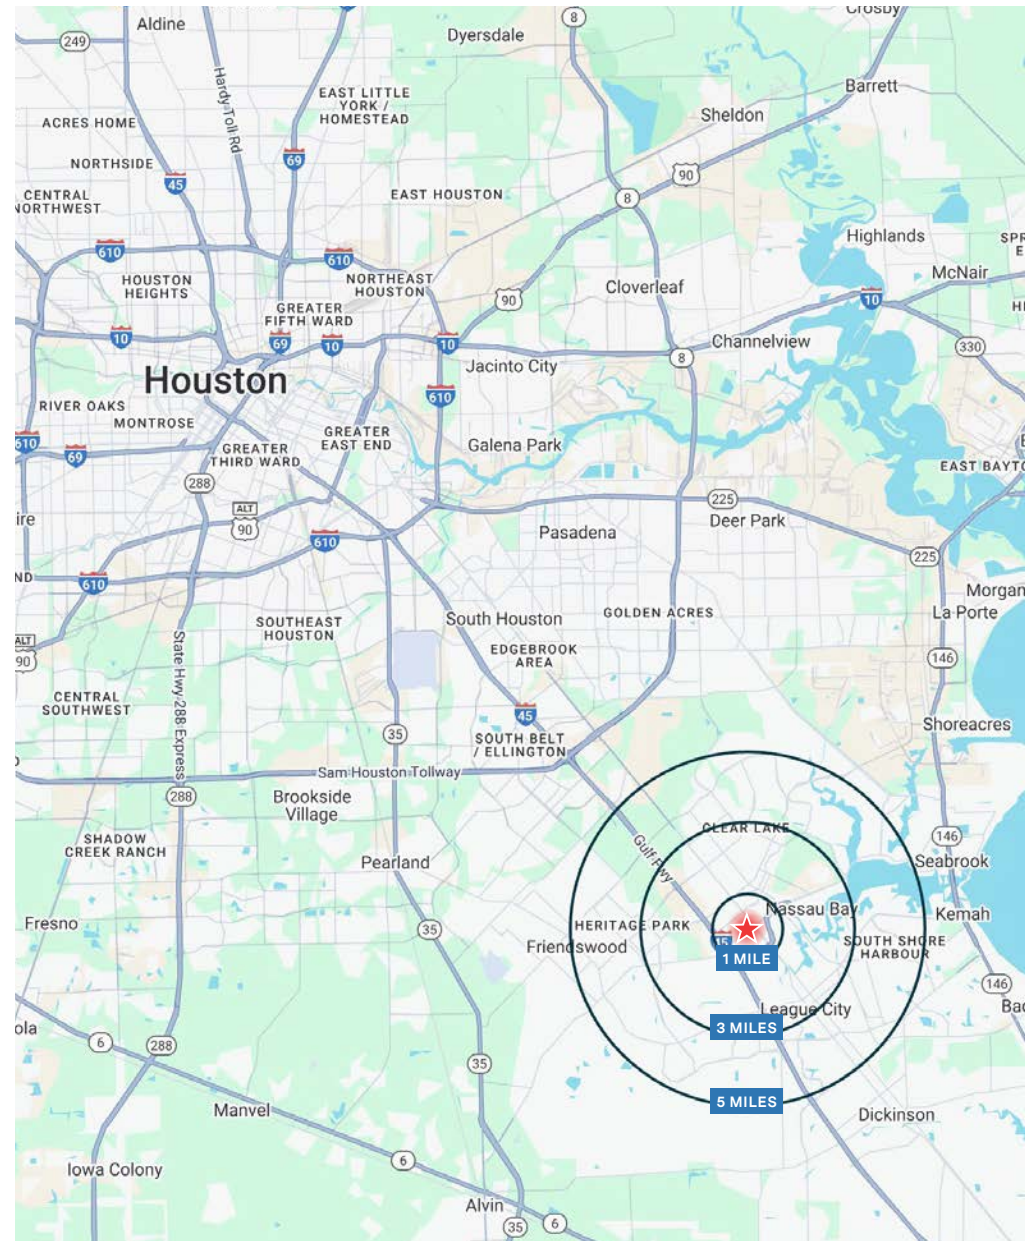 Aldine
Crosby
8
Dyersdale
249
Hardy Toll Rd
EAST LITTLE
YORK /
HOMESTEAD
Barrett
Sheldon
ACRES HOME
NORTHSIDE
69
45
90
CENTRAL
NORTHWEST
EAST HOUSTON
8
Highlands
610
610
McNair
HOUSTON
HEIGHTS
NORTHEAST
HOUSTON
Cloverleaf
90
10
GREATER
FIFTH WARD
10
69
10
10
Channelview
330
8
Jacinto City
Houston
610
RIVER OAKS
MONTROSE
610
69
GREATER
EAST END
GREATER
THIRD WARD
Galena Park
288
EAST BAYTO
225
ALT
90
ire
Deer Park
Pasadena
610
225
610
ND
Morgan
La Porte
SOUTHEAST
HOUSTON
South Houston
GOLDEN ACRES
ALT
90
State Hwy 288 Express
EDGEBROOK
AREA
146
CENTRAL
SOUTHWEST
45
Shoreacres
35
SOUTH BELT
/ ELLINGTON
Sam Houston Tollway
288
Brookside
Village
CLEAR LAKE
146
SHADOW
CREEK RANCH
Gulf Fwy
Pearland
Seabrook
Nassau Bay
Kemah
Fresno
35
HERITAGE PARK
Friendswood
45
SOUTH SHORE
HARBOUR
1 MILE
146
League City
ola
3 MILES
6
288
35
5 MILES
Manvel
Dickinson
6
Iowa Colony
Alvin
35
6